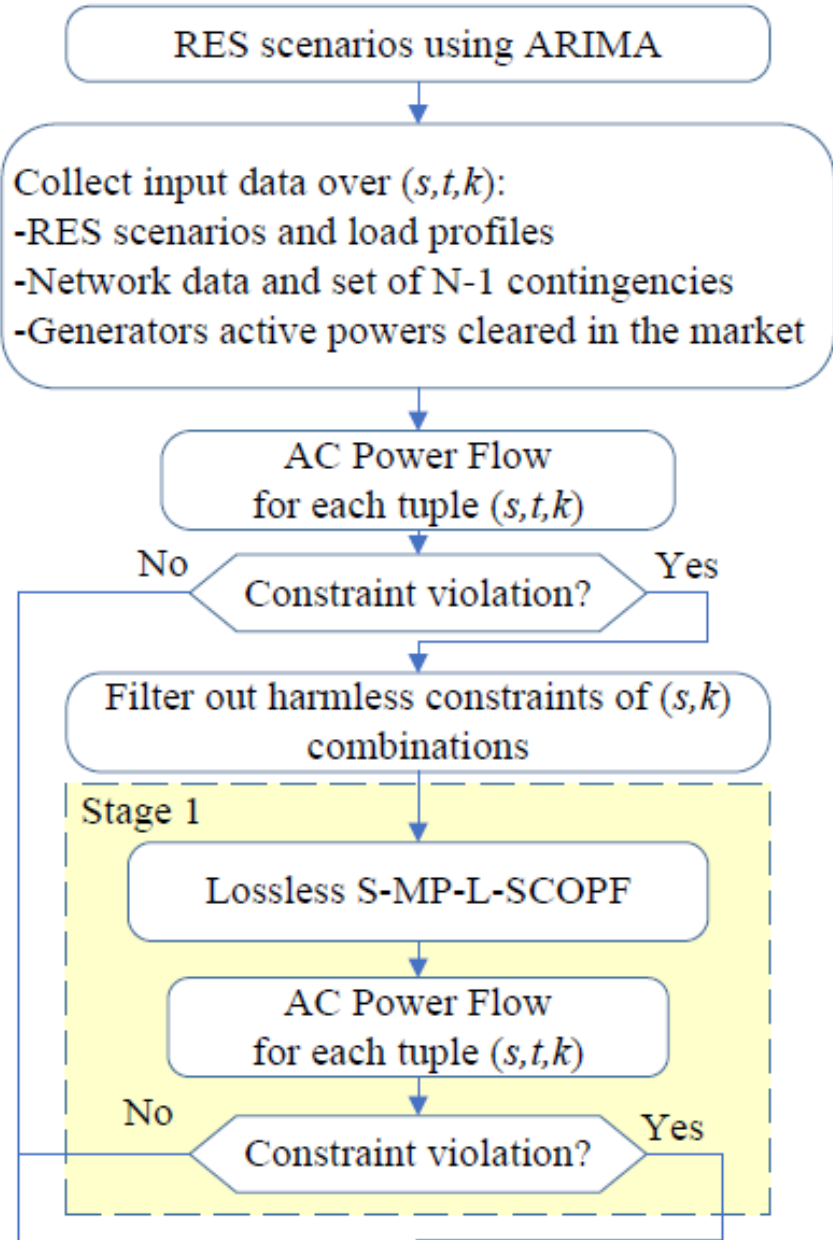 RES scenarios using ARIMA
Collect input data over (s,t,k):
-RES scenarios and load profiles
-Network data and set of N-1 contingencies
-Generators active powers cleared in the market
AC Power Flow
for each tuple (s,t,k)
No
Yes
Constraint violation?
Filter out harmless constraints of (s,k)
combinations
Stage 1
Lossless S-MP-L-SCOPF
AC Power Flow
for each tuple (s,t,k)
No
Yes
Constraint violation?